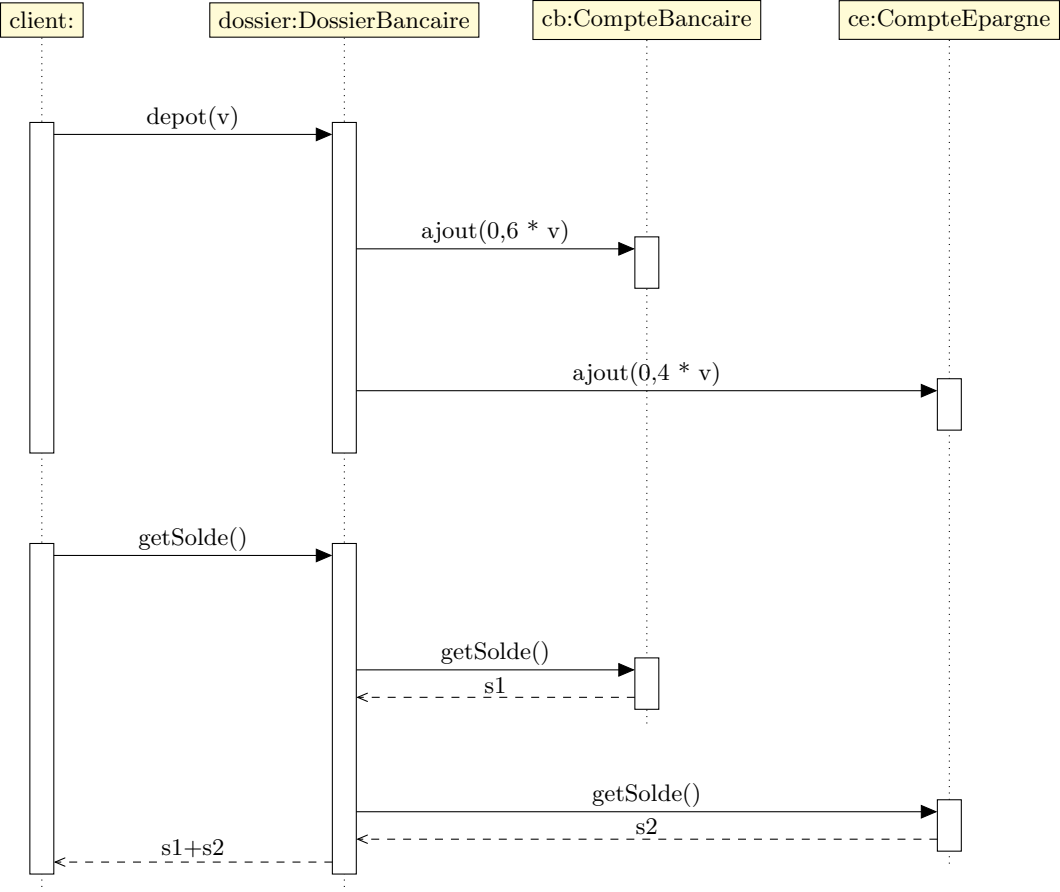 client:
dossier:DossierBancaire
cb:CompteBancaire
ce:CompteEpargne
depot(v)
ajout(0,6 * v)
ajout(0,4 * v)
getSolde()
getSolde()
s1
getSolde()
s2
s1+s2